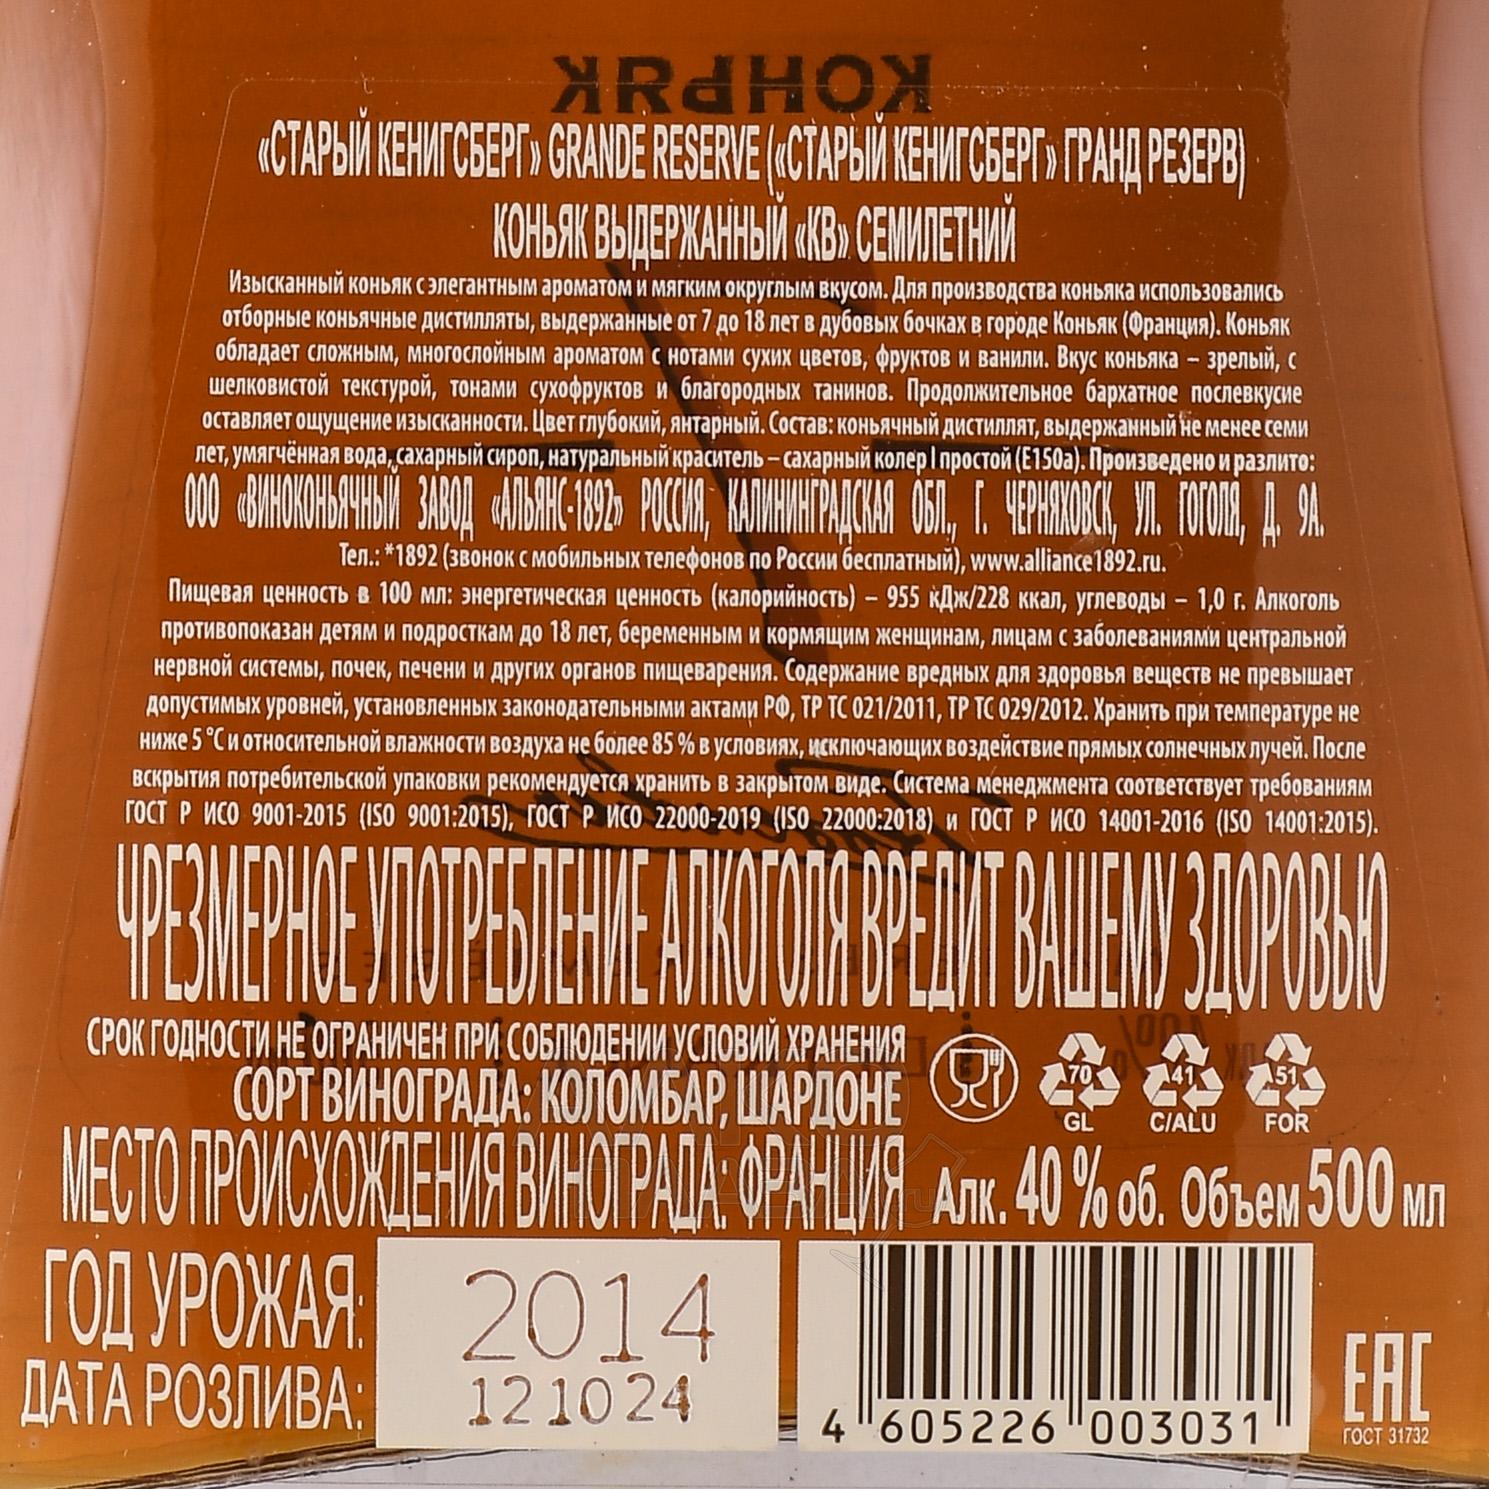 КОНЬЯК
«СТАРЫЙ КЕНИГСБЕРГ» GRANDE RESERVE («СТАРЫЙ КЕНИГСБЕРГ» ГРАНД РЕЗЕРВ)
КОНЬЯК ВЫДЕРЖАННЫЙ «КВ» СЕМИЛЕТНИЙ
Изысканный коньяк с элегантным ароматом и мягким округлым вкусом. Для производства коньяка использовались
отборные коньячные дистилляты, выдержанные от 7 до 18 лет в дубовых бочках в городе Коньяк (Франция). Коньяк
обладает сложным, многослойным ароматом с нотами сухих цветов, фруктов и ванили. Вкус коньяка – зрелый, с
шелковистой текстурой, тонами сухофруктов и благородных танинов. Продолжительное бархатное послевкусие
оставляет ощущение изысканности. Цвет глубокий, янтарный. Состав: коньячный дистиллят, выдержанный не менее семи
лет, умягчённая вода, сахарный сироп, натуральный краситель – сахарный колер I простой (Е150а). Произведено и разлито:
ООО «ВИНОКОНЬЯЧНЫЙ ЗАВОД «АЛЬЯНС-1892» РОССИЯ, КАЛИНИНГРАДСКАЯ ОБЛ., Г. ЧЕРНЯХОВСК, УЛ. ГОГОЛЯ, Д. 9А.
Тел.: *1892 (звонок с мобильных телефонов по России бесплатный), www.alliance1892.ru.
Пищевая ценность в 100 мл: энергетическая ценность (калорийность) – 955 кДж/228 ккал, углеводы – 1,0 г. Алкоголь
противопоказан детям и подросткам до 18 лет, беременным и кормящим женщинам, лицам с заболеваниями центральной
нервной системы, почек, печени и других органов пищеварения. Содержание вредных для здоровья веществ не превышает
допустимых уровней, установленных законодательными актами РФ, ТР ТС 021/2011, ТР ТС 029/2012. Хранить при температуре не
ниже 5 °С и относительной влажности воздуха не более 85 % в условиях, исключающих воздействие прямых солнечных лучей. После
вскрытия потребительской упаковки рекомендуется хранить в закрытом виде. Система менеджмента соответствует требованиям
ГОСТ Р ИСО 9001-2015 (ISO 9001:2015), ГОСТ Р ИСО 22000-2019 (ISO 22000:2018) и ГОСТ Р ИСО 14001-2016 (ISO 14001:2015).
ЧРЕЗМЕРНОЕ УПОТРЕБЛЕНИЕ АЛКОГОЛЯ ВРЕДИТ ВАШЕМУ ЗДОРОВЬЮ
СРОК ГОДНОСТИ НЕ ОГРАНИЧЕН ПРИ СОБЛЮДЕНИИ УСЛОВИЙ ХРАНЕНИЯ
СОРТ ВИНОГРАДА: КОЛОМБАР, ШАРДОНЕ
70 41 51
GL C/ALU FOR
МЕСТО ПРОИСХОЖДЕНИЯ ВИНОГРАДА: ФРАНЦИЯ
Алк. 40 % об. Объем 500 мл
ГОД УРОЖАЯ: 2014
ДАТА РОЗЛИВА: 121024
4 605226 003031
EAC
ГОСТ 31732